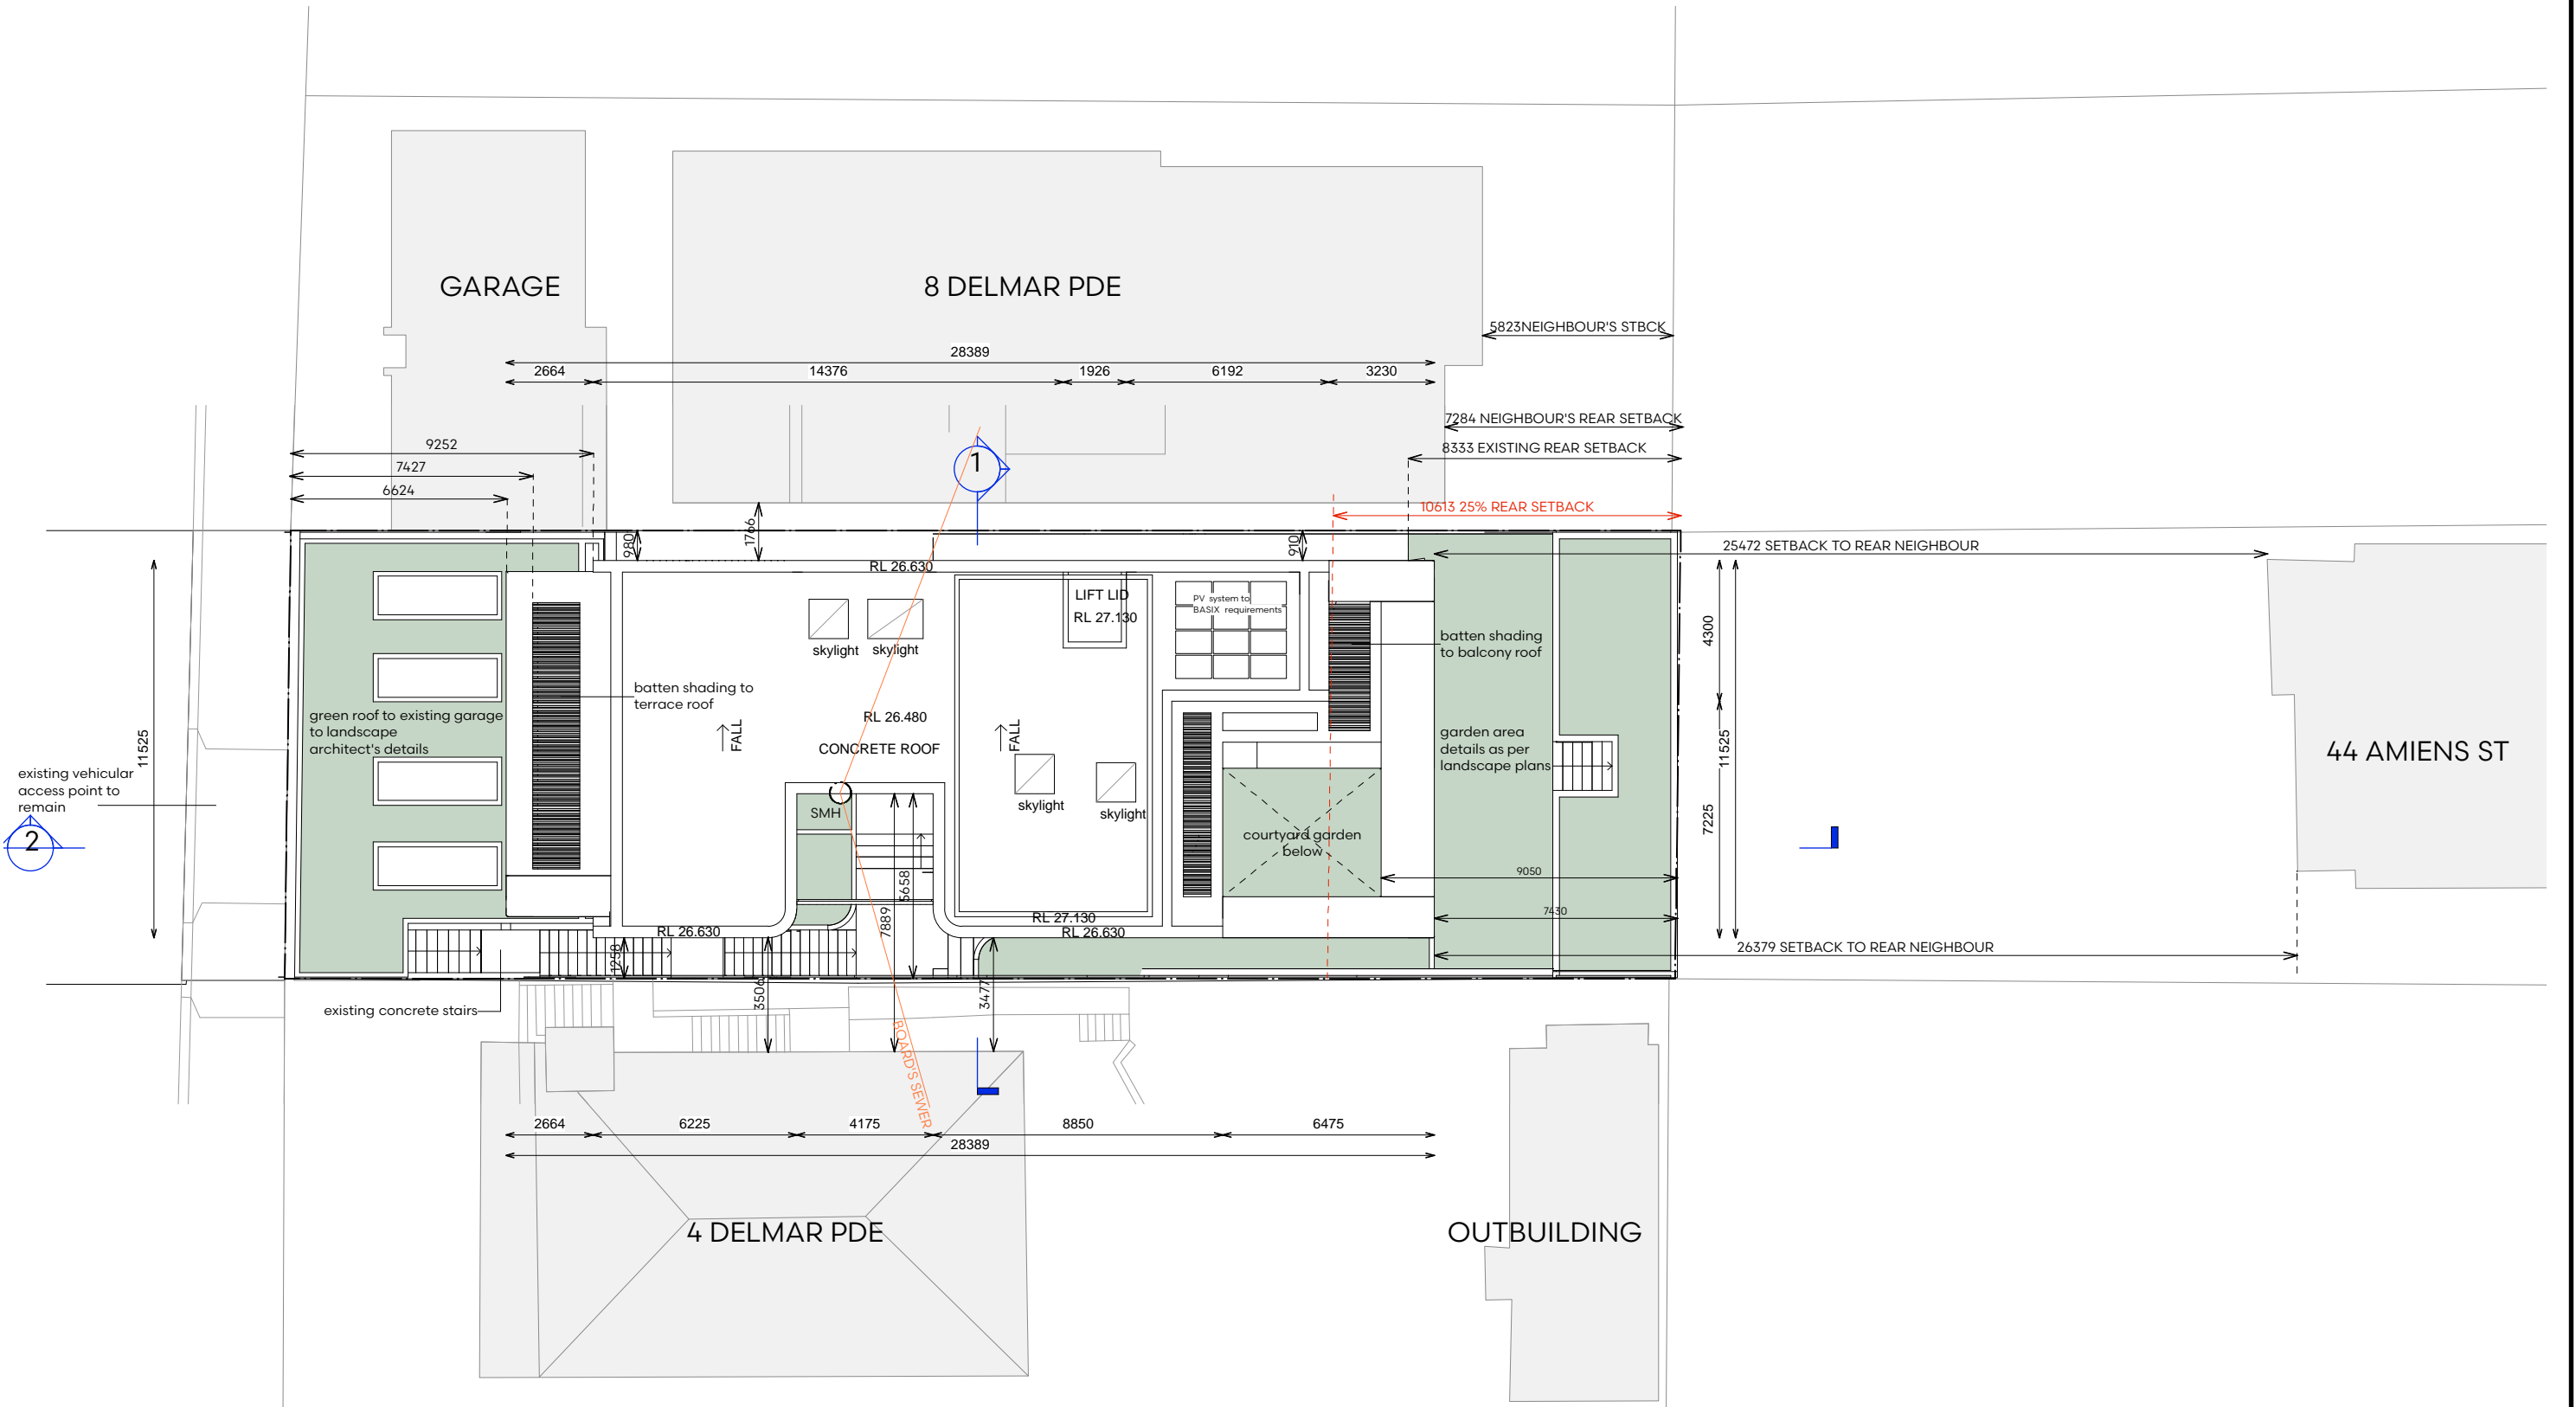 GARAGE
8 DELMAR PDE
5823NEIGHBOUR'S STBCK
28389
2664
14376
1926
6192
3230
7284 NEIGHBOUR'S REAR SETBACK
9252
8333 EXISTING REAR SETBACK
7427
1
6624
10613 25% REAR SETBACK
980
1766
910
25472 SETBACK TO REAR NEIGHBOUR
RL 26.630
LIFT LID
RL 27.130
PV system to
BASIX requirements
skylight
skylight
batten shading
to balcony roof
4300
batten shading to
terrace roof
green roof to existing garage
to landscape
architect's details
RL 26.480
FALL
FALL
CONCRETE ROOF
garden area
details as per
landscape plans
11525
11525
44 AMIENS ST
existing vehicular
access point to
remain
skylight
skylight
SMH
2
courtyard garden
below
7225
9050
5658
7430
7889
RL 27.130
RL 26.630
RL 26.630
1258
26379 SETBACK TO REAR NEIGHBOUR
3506
3477
existing concrete stairs
BOARD'S SEWER
2664
6225
4175
8850
6475
28389
4 DELMAR PDE
OUTBUILDING